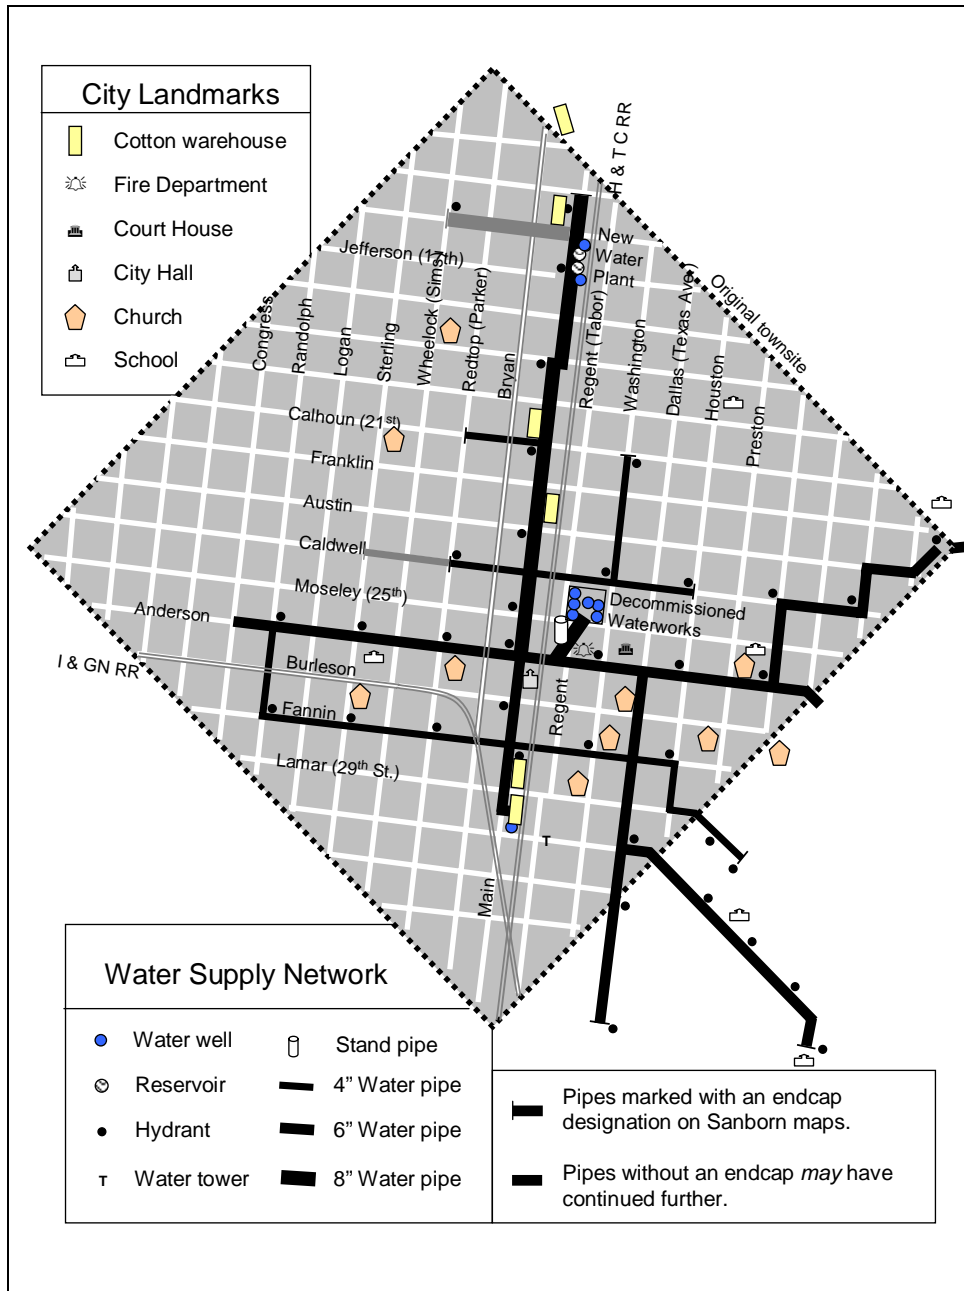 City Landmarks
Cotton warehouse
Fire Department
Court House
City Hall
Church
School
H & T C RR
New
Water
Plant
Original townsite
Jefferson (17th)
Congress
Randolph
Logan
Sterling
Wheelock (Sims)
Redtop (Parker)
Bryan
Regent (Tabor)
Washington
Dallas (Texas Ave.)
Houston
Preston
Calhoun (21st)
Franklin
Austin
Caldwell
Moseley (25th)
Anderson
Decommissioned
Waterworks
I & GN RR
Burleson
Fannin
Regent
Lamar (29th St.)
T
Main
Water Supply Network
Water well
Reservoir
Hydrant
T Water tower
Stand pipe
4” Water pipe
6” Water pipe
8” Water pipe
Pipes marked with an endcap
designation on Sanborn maps.
Pipes without an endcap may have
continued further.